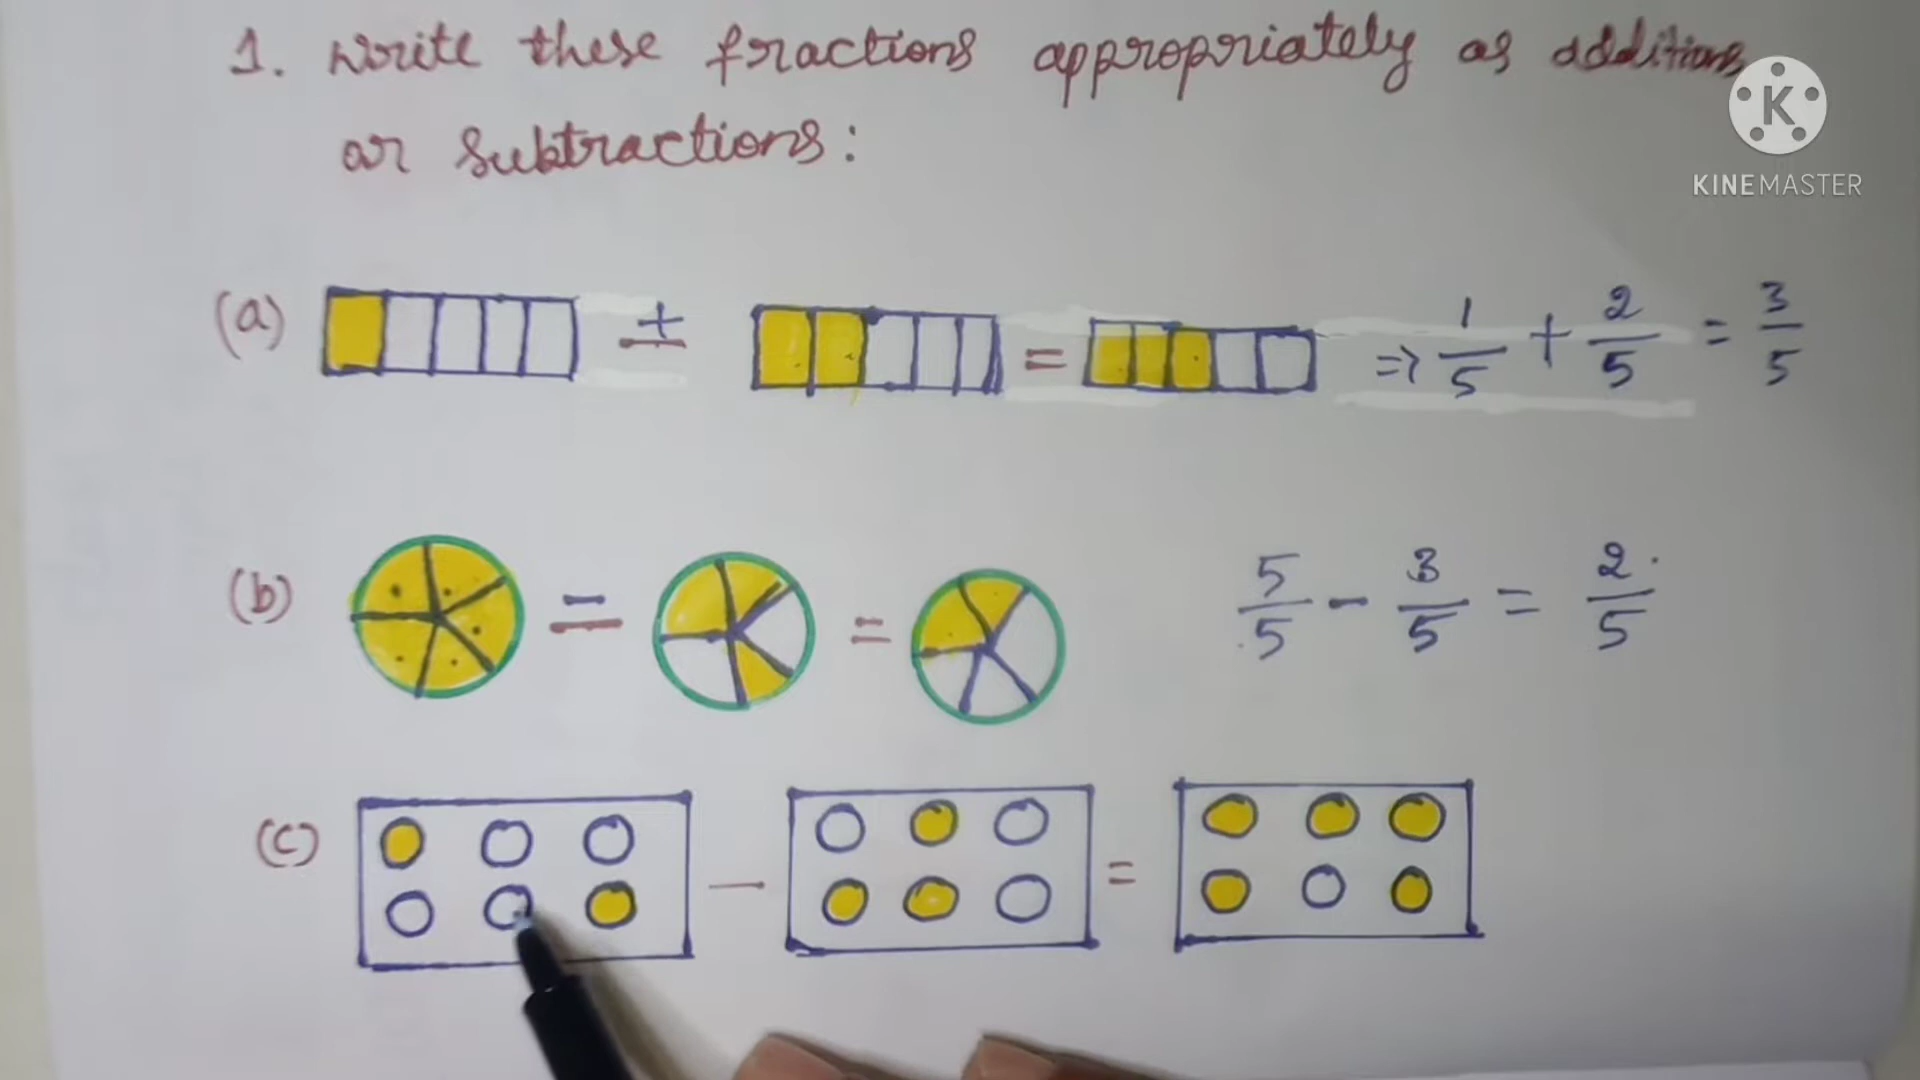 1. Write these fractions appropriately as additions
or subtractions:
K
KINEMASTER
(a) + = => 1/5 + 2/5 = 3/5
(b) - = 5/5 - 3/5 = 2/5
(c) — =